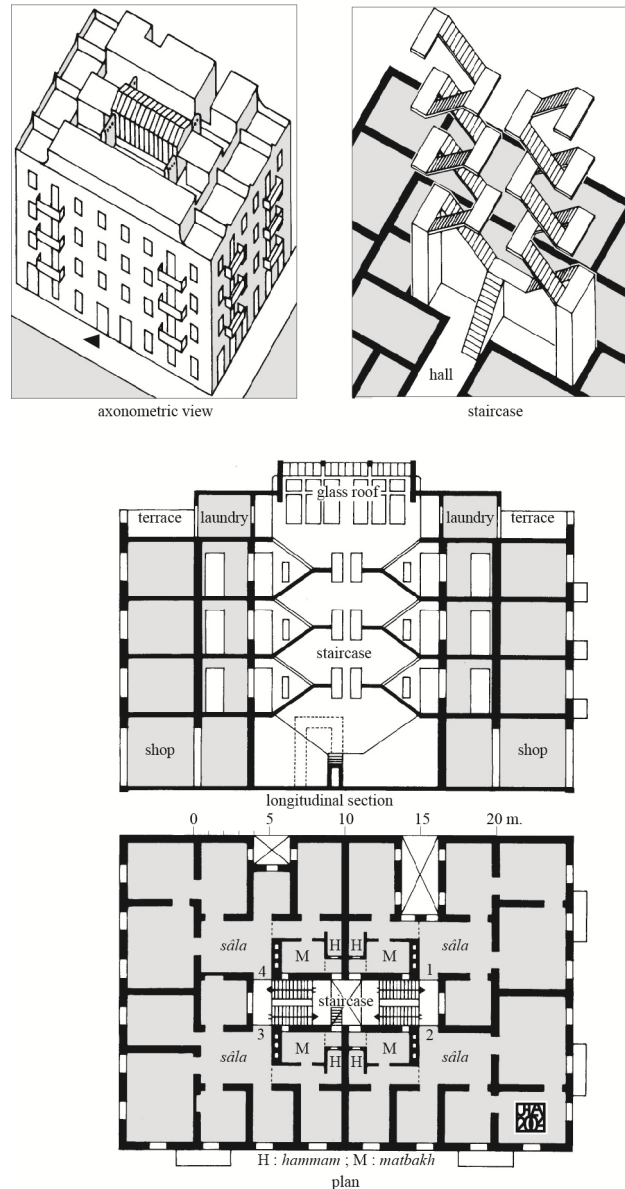 axonometric view
hall
staircase
glass roof
terrace laundry laundry terrace
staircase
shop shop
longitudinal section
0 5 10 15 20 m.
sâla H H sâla
M M
4 1
staircase
3 2
sâla M M sâla
H H
H : hammam ; M : matbakh
plan